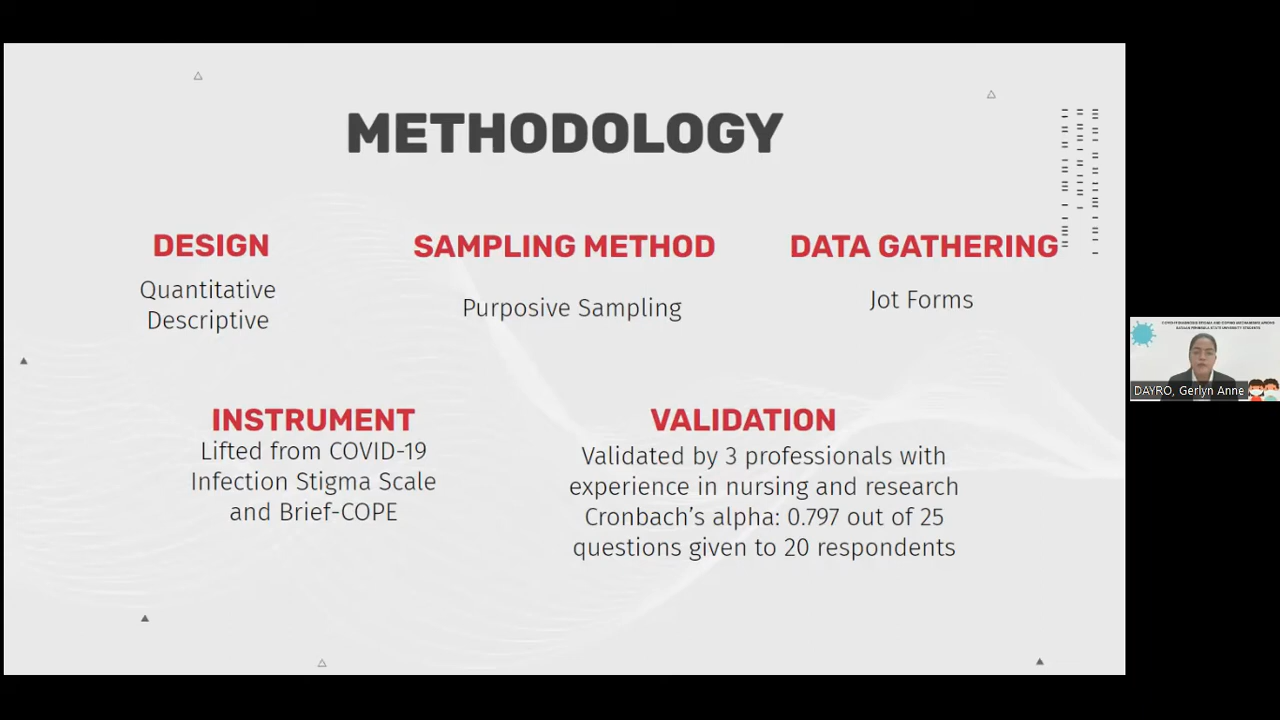 METHODOLOGY
DESIGN
Quantitative
Descriptive
SAMPLING METHOD
Purposive Sampling
DATA GATHERING
Jot Forms
INSTRUMENT
Lifted from COVID-19
Infection Stigma Scale
and Brief-COPE
VALIDATION
Validated by 3 professionals with
experience in nursing and research
Cronbach's alpha: 0.797 out of 25
questions given to 20 respondents
DAYRO, Gerlyn Anne